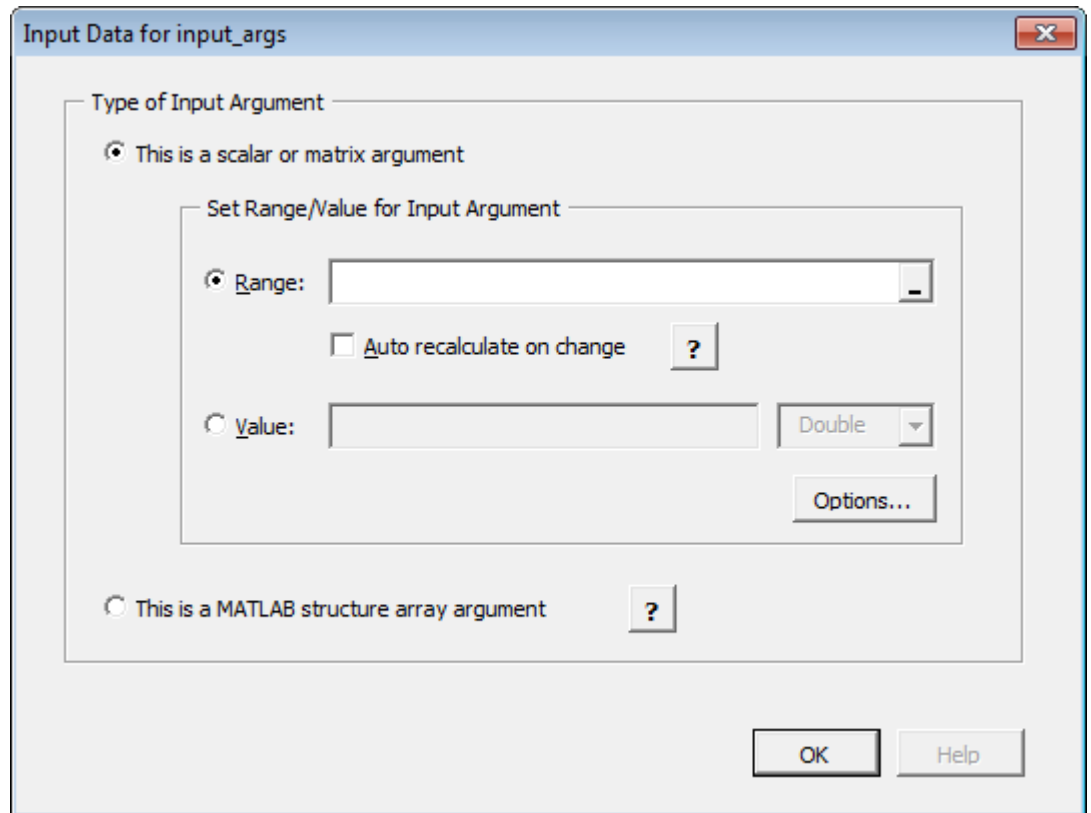 Input Data for input_args
Type of Input Argument
This is a scalar or matrix argument
Set Range/Value for Input Argument
Range:
Auto recalculate on change ?
Value: Double
Options...
This is a MATLAB structure array argument ?
OK Help